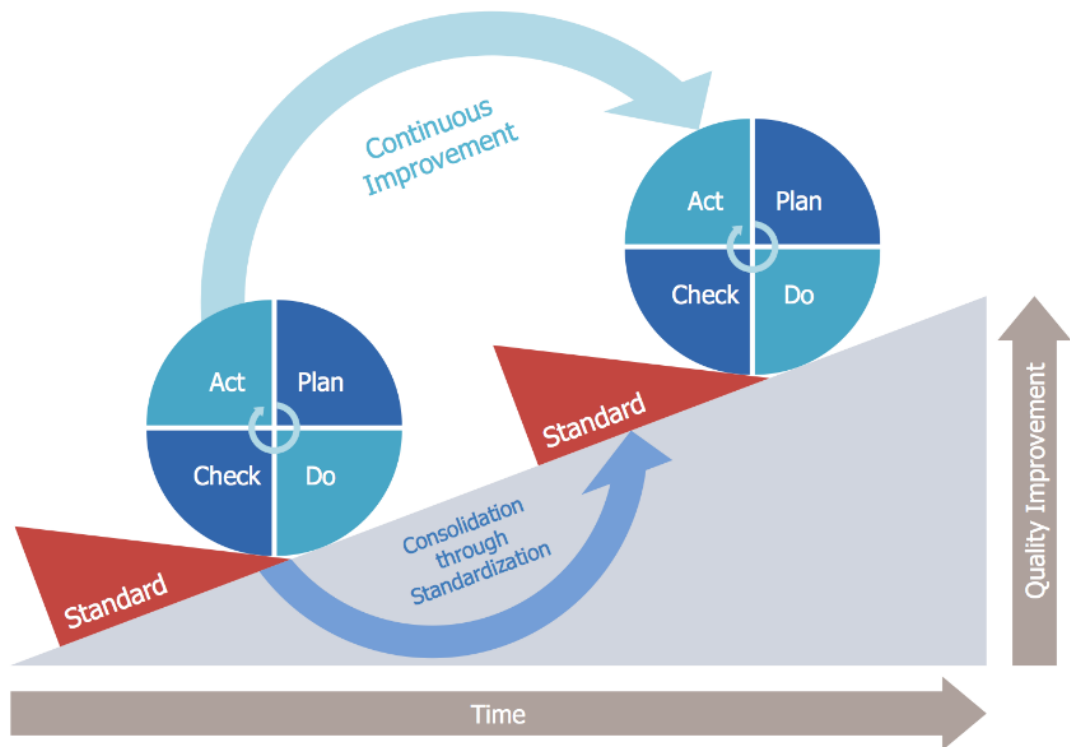 Continuous
Improvement
Act
Plan
Check
Do
Act
Plan
Check
Do
Standard
Standard
Consolidation
through
Standardization
Quality Improvement
Time